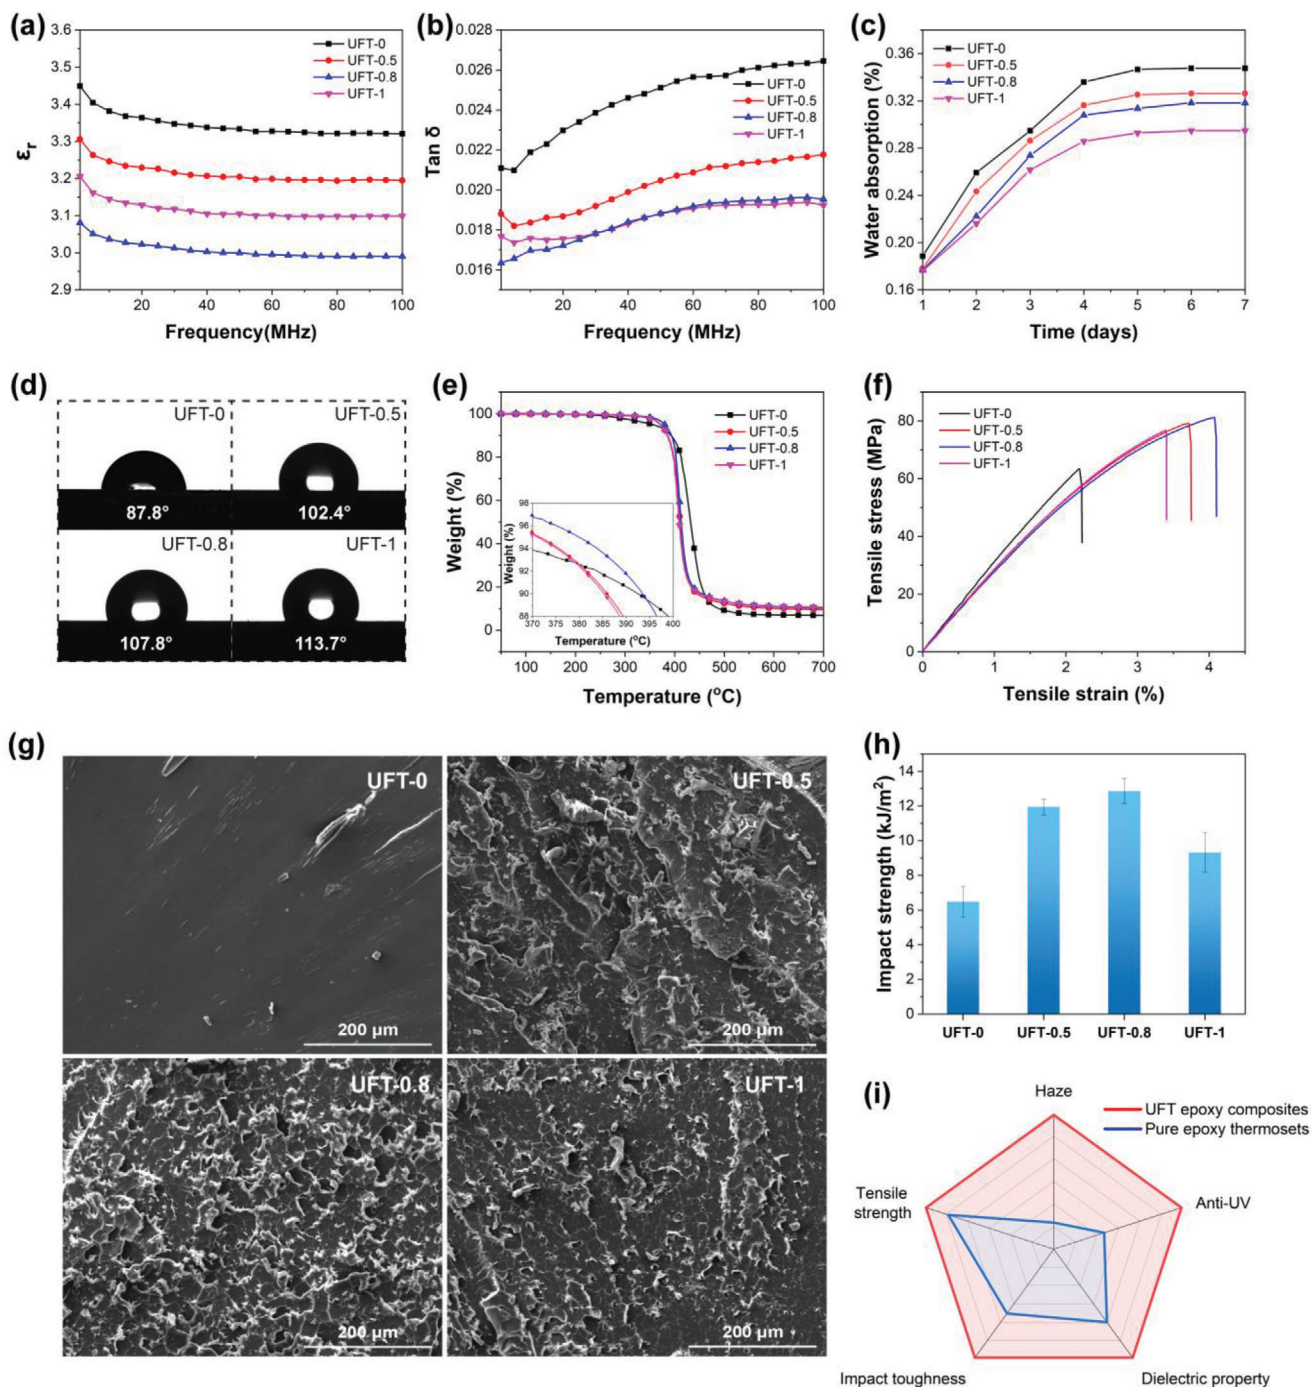 (a)
3.6
3.5
3.4
3.3
3.2
3.1
3.0
2.9
εr
UFT-0
UFT-0.5
UFT-0.8
UFT-1
20
40
60
80
100
Frequency(MHz)
(b)
0.028
0.026
0.024
0.022
0.020
0.018
0.016
Tan δ
UFT-0
UFT-0.5
UFT-0.8
UFT-1
20
40
60
80
100
Frequency (MHz)
(c)
0.36
0.32
0.28
0.24
0.20
0.16
Water absorption (%)
UFT-0
UFT-0.5
UFT-0.8
UFT-1
1
2
3
4
5
6
7
Time (days)
(d)
UFT-0
87.8°
UFT-0.5
102.4°
UFT-0.8
107.8°
UFT-1
113.7°
(e)
100
80
60
40
20
0
Weight (%)
UFT-0
UFT-0.5
UFT-0.8
UFT-1
98
96
94
92
90
88
Weight (%)
370
375
380
385
390
395
400
Temperature (°C)
100
200
300
400
500
600
700
Temperature (°C)
(f)
80
60
40
20
0
Tensile stress (MPa)
UFT-0
UFT-0.5
UFT-0.8
UFT-1
0
1
2
3
4
Tensile strain (%)
(g)
UFT-0
200 μm
UFT-0.5
200 μm
UFT-0.8
200 μm
UFT-1
200 μm
(h)
14
12
10
8
6
4
2
0
Impact strength (kJ/m²)
UFT-0
UFT-0.5
UFT-0.8
UFT-1
(i)
Haze
UFT epoxy composites
Pure epoxy thermosets
Tensile
strength
Anti-UV
Impact toughness
Dielectric property